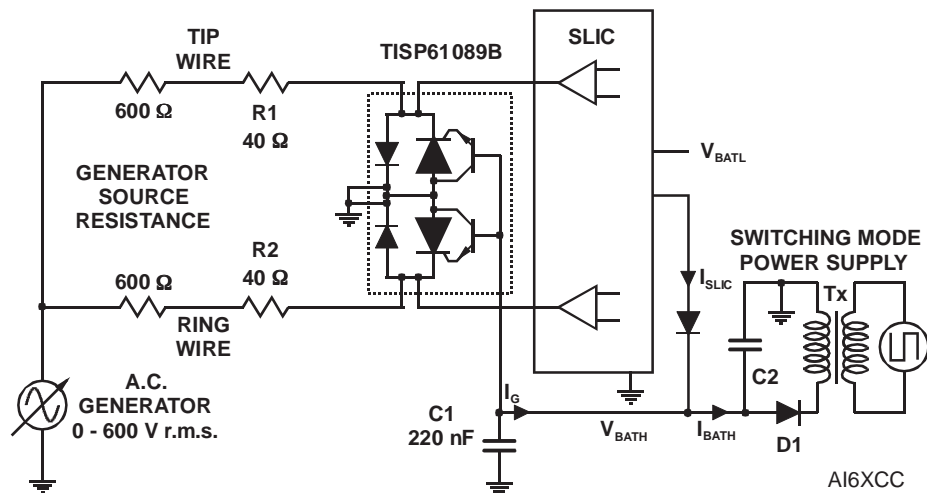 TIP
WIRE
TISP61089B
SLIC
600 Ω
R1
40 Ω
GENERATOR
SOURCE
RESISTANCE
V_BATL
R2
600 Ω
40 Ω
SWITCHING MODE
POWER SUPPLY
I_SLIC
Tx
RING
WIRE
A.C.
GENERATOR
0 - 600 V r.m.s.
C2
I_G
C1
220 nF
V_BATH
I_BATH
D1
AI6XCC